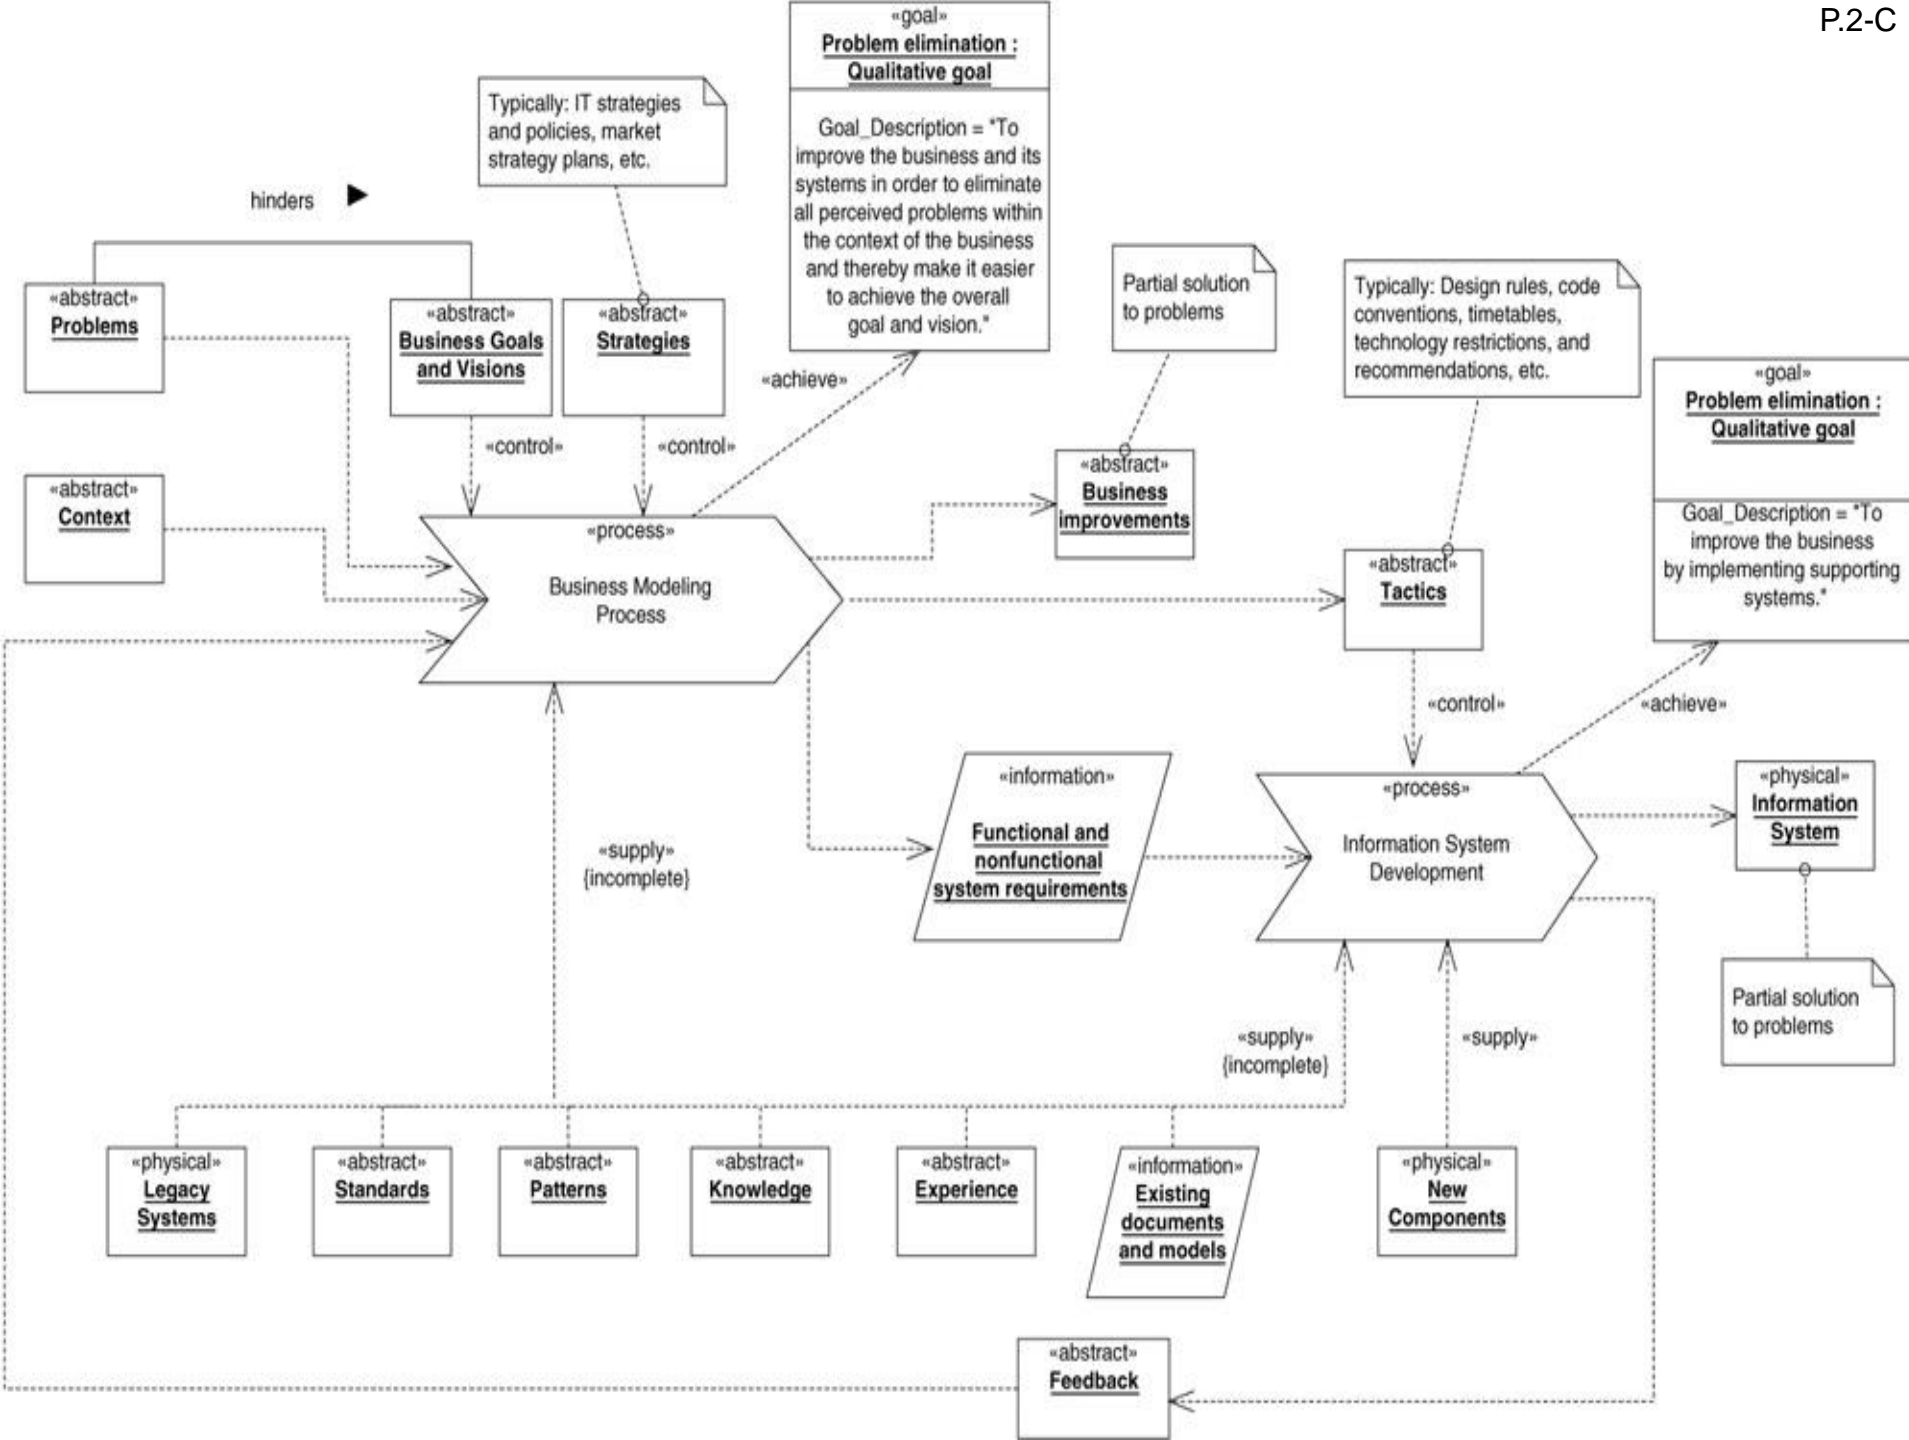 P.2-C
«goal»
Problem elimination :
Qualitative goal
Goal_Description = "To
improve the business and its
systems in order to eliminate
all perceived problems within
the context of the business
and thereby make it easier
to achieve the overall
goal and vision."
Typically: IT strategies
and policies, market
strategy plans, etc.
hinders
«abstract»
Problems
«abstract»
Business Goals
and Visions
«abstract»
Strategies
Partial solution
to problems
Typically: Design rules, code
conventions, timetables,
technology restrictions, and
recommendations, etc.
«achieve»
«goal»
Problem elimination :
Qualitative goal
Goal_Description = "To
improve the business
by implementing supporting
systems."
«control»
«control»
«abstract»
Context
«abstract»
Business
improvements
«process»
Business Modeling
Process
«abstract»
Tactics
«control»
«achieve»
«information»
Functional and
nonfunctional
system requirements
«process»
Information System
Development
«physical»
Information
System
«supply»
{incomplete}
Partial solution
to problems
«supply»
{incomplete}
«supply»
«physical»
Legacy
Systems
«abstract»
Standards
«abstract»
Patterns
«abstract»
Knowledge
«abstract»
Experience
«information»
Existing
documents
and models
«physical»
New
Components
«abstract»
Feedback